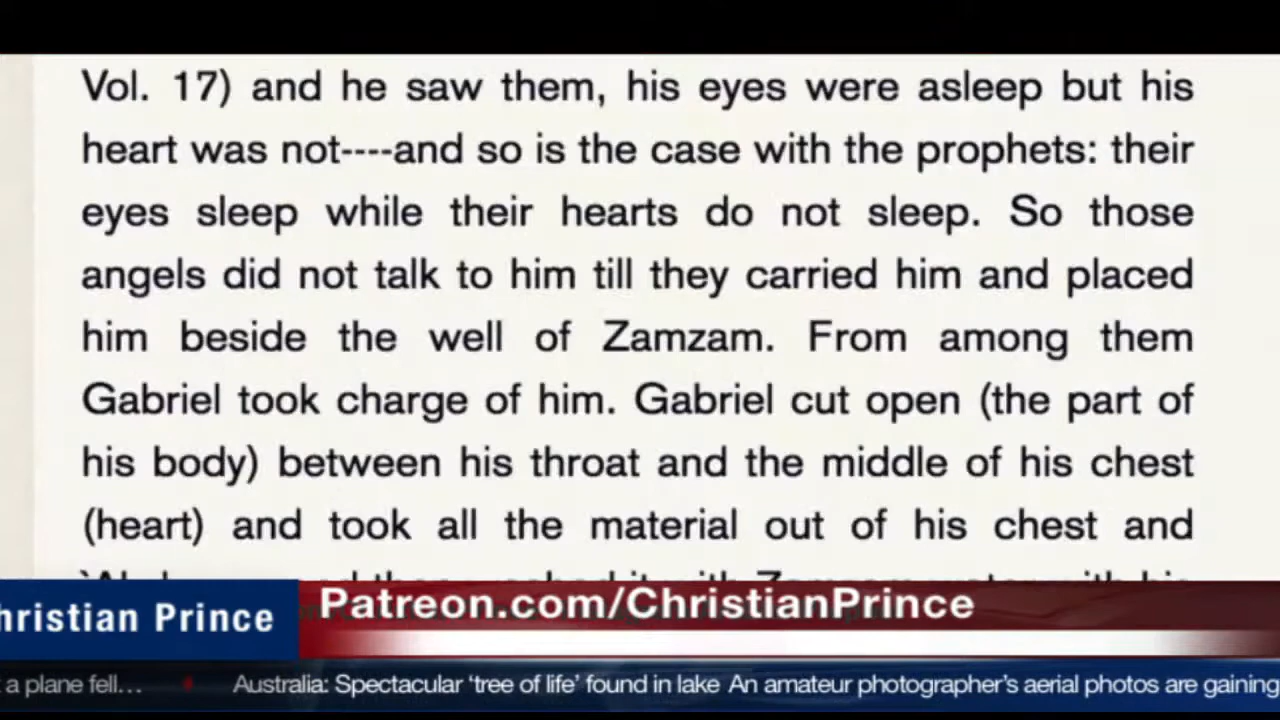 Vol. 17) and he saw them, his eyes were asleep but his
heart was not----and so is the case with the prophets: their
eyes sleep while their hearts do not sleep. So those
angels did not talk to him till they carried him and placed
him beside the well of Zamzam. From among them
Gabriel took charge of him. Gabriel cut open (the part of
his body) between his throat and the middle of his chest
(heart) and took all the material out of his chest and
hristian Prince
Patreon.com/ChristianPrince
a plane fell...
Australia: Spectacular ‘tree of life’ found in lake An amateur photographer’s aerial photos are gaining